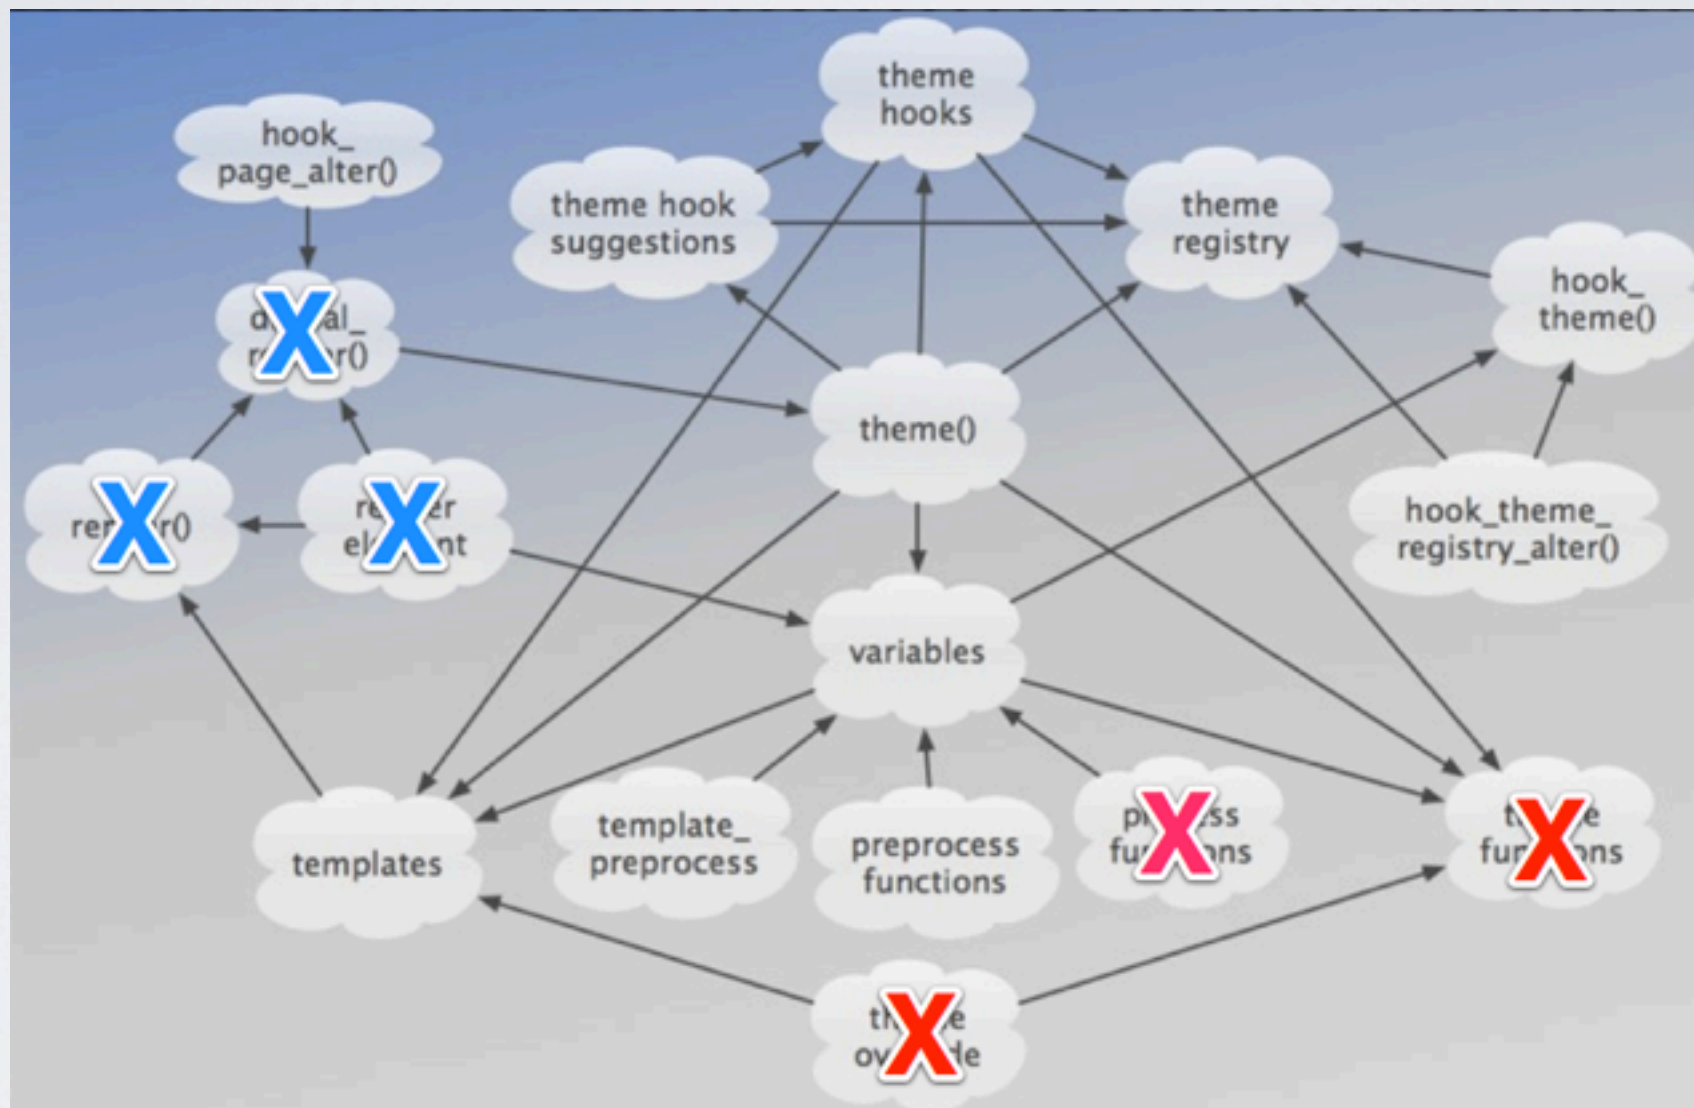 theme
hooks
hook_
page_alter()
theme hook
suggestions
theme
registry
hook_
theme()
theme()
hook_theme_
registry_alter()
variables
templates
template_
preprocess
preprocess
functions